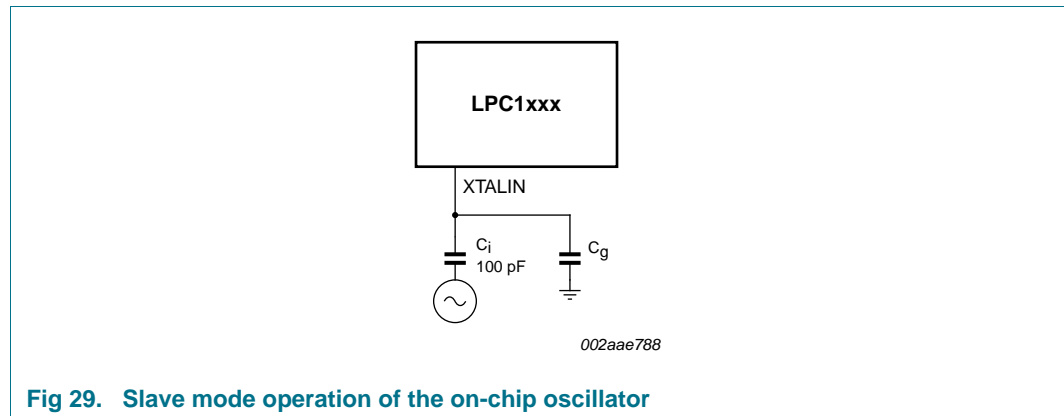 LPC1xxx
XTALIN
Ci
100 pF
Cg
002aae788
Fig 29. Slave mode operation of the on-chip oscillator